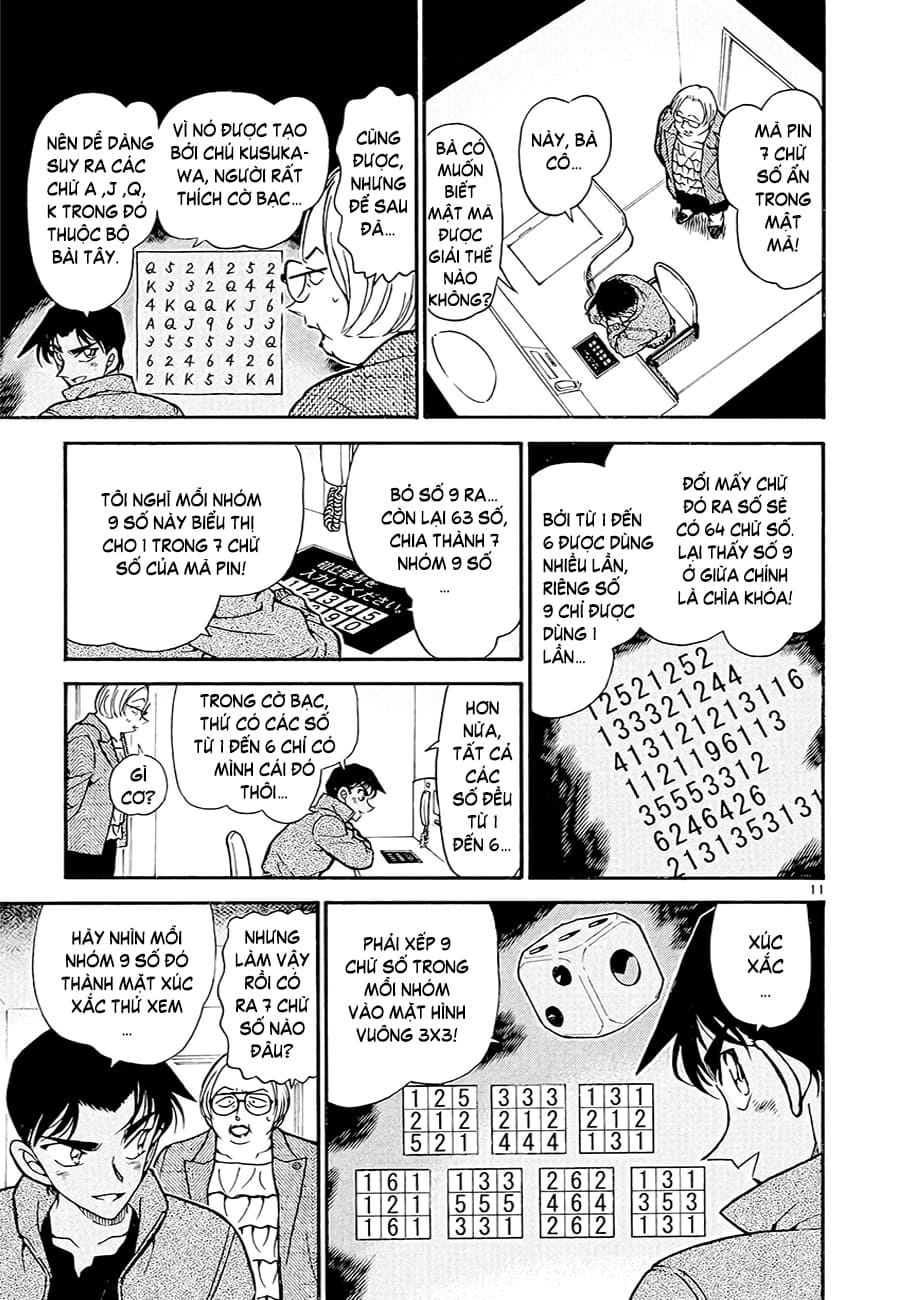 MÃ PIN
7 CHỮ
SỐ ẨN
TRONG
MẬT
MÃ!
NÀY, BÀ
CÔ...
BÀ CÓ
MUỐN
BIẾT
MẬT MÃ
ĐƯỢC
GIẢI THẾ
NÀO
KHÔNG?
CŨNG
ĐƯỢC,
NHƯNG
ĐỂ SAU
ĐÃ...
VÌ NÓ ĐƯỢC TẠO
BỞI CHÚ KUSUKA-
WA, NGƯỜI RẤT
THÍCH CỜ BẠC...
NÊN DỄ DÀNG
SUY RA CÁC
CHỮ A ,J ,Q,
K TRONG ĐÓ
THUỘC BỘ
BÀI TÂY.
Q 5 2 A 2 5 2
K 3 3 2 Q 4 4
4 K Q Q K J 6
A Q J 9 6 J 3
3 5 5 5 3 3 Q
6 2 4 6 4 2 6
2 K K 5 3 K A
ĐỔI MẤY CHỮ
ĐÓ RA SỐ SẼ
CÓ 64 CHỮ SỐ.
LẠI THẤY SỐ 9
Ở GIỮA CHÍNH
LÀ CHÌA KHÓA!
BỞI TỪ 1 ĐẾN
6 ĐƯỢC DÙNG
NHIỀU LẦN,
RIÊNG SỐ
9 CHỈ ĐƯỢC
DÙNG 1
LẦN...
12521252
133321244
413121213116
1121196113
35553312
6246426
2131353131
BỎ SỐ 9 RA...
CÒN LẠI 63 SỐ,
CHIA THÀNH 7
NHÓM 9 SỐ
...
TÔI NGHĨ MỖI NHÓM
9 SỐ NÀY BIỂU THỊ
CHO 1 TRONG 7 CHỮ
SỐ CỦA MÃ PIN!
入力してください。
1 2 3 4 5
9 0
HƠN
NỮA,
TẤT CẢ
CÁC
SỐ ĐỀU
TỪ 1
ĐẾN 6...
TRONG CỜ BẠC,
THỨ CÓ CÁC SỐ
TỪ 1 ĐẾN 6 CHỈ CÓ
MÌNH CÁI ĐÓ
THÔI...
GÌ
CƠ?
11
XÚC
XẮC
...
PHẢI XẾP 9
CHỮ SỐ TRONG
MỖI NHÓM
VÀO MẶT HÌNH
VUÔNG 3X3!
1 2 5 3 3 3 1 3 1
2 1 2 2 1 2 2 1 2
5 2 1 4 4 4 1 3 1
1 6 1 1 3 3 2 6 2 1 3 1
1 2 1 5 5 5 4 6 4 3 5 3
1 6 1 3 3 1 2 6 2 1 3 1
NHƯNG
LÀM VẬY
RỒI CÓ
RA 7 CHỮ
SỐ NÀO
ĐÂU?
HÃY NHÌN MỖI
NHÓM 9 SỐ ĐÓ
THÀNH MẶT XÚC
XẮC THỬ XEM
...